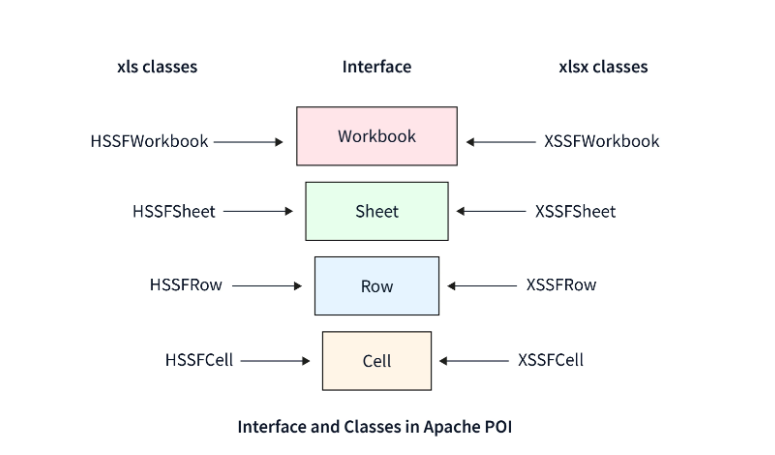 xls classes Interface xlsx classes
HSSFWorkbook Workbook XSSFWorkbook
HSSFSheet Sheet XSSFSheet
HSSFRow Row XSSFRow
HSSFCell Cell XSSFCell
Interface and Classes in Apache POI